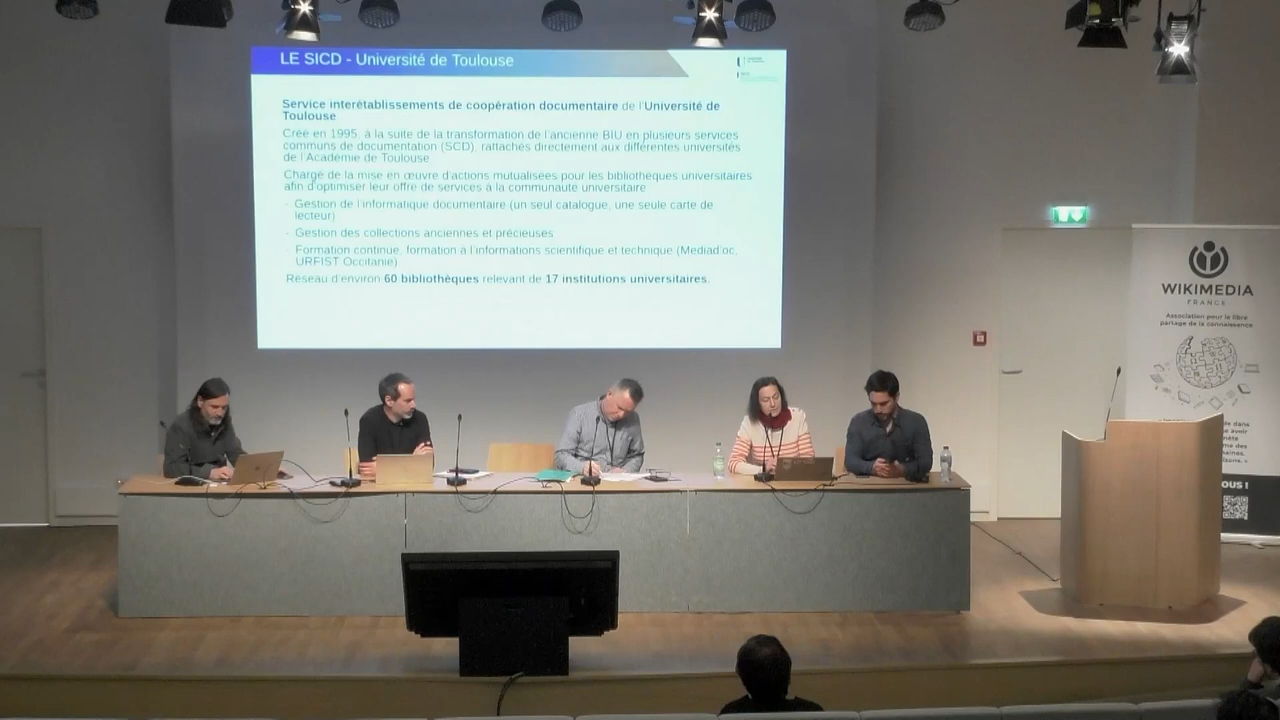 LE SICD - Université de Toulouse
Service interétablissements de coopération documentaire de l'Université de
Toulouse
Créé en 1995, à la suite de la transformation de l'ancienne BIU en plusieurs services
communs de documentation (SCD), rattachés directement aux différentes universités
de l'Académie de Toulouse
Chargé de la mise en œuvre d'actions mutualisées pour les bibliothèques universitaires
afin d'optimiser leur offre de services à la communauté universitaire
- Gestion de l'informatique documentaire (un seul catalogue, une seule carte de
lecteur)
- Gestion des collections anciennes et précieuses
- Formation continue, formation à l'informations scientifique et technique (Médiad'oc,
URFIST Occitanie)
Réseau d'environ 60 bibliothèques relevant de 17 institutions universitaires.
WIKIMEDIA
FRANCE
Association pour le libre
partage de la connaissance
dans
avoir
OUS !